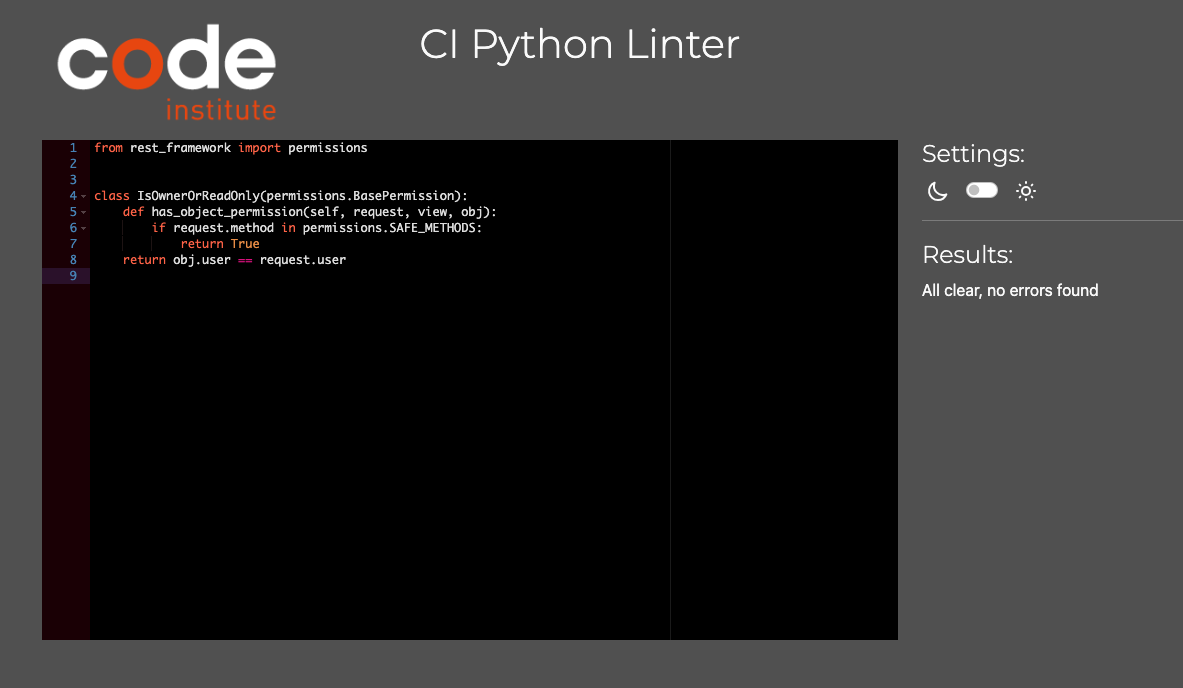 code
institute
CI Python Linter
1 from rest_framework import permissions
2
3
4 class IsOwnerOrReadOnly(permissions.BasePermission):
5     def has_object_permission(self, request, view, obj):
6         if request.method in permissions.SAFE_METHODS:
7             return True
8     return obj.user == request.user
9
Settings:
Results:
All clear, no errors found